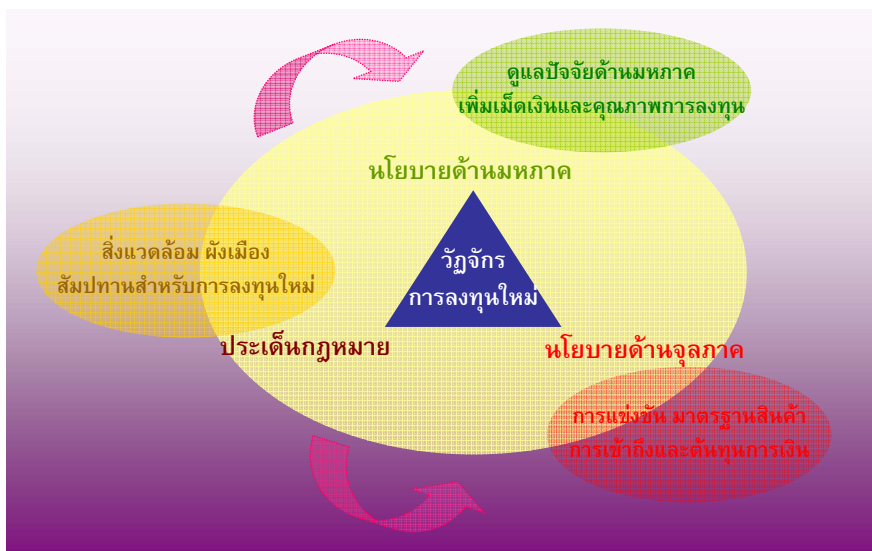 ดูแลปัจจัยด้านมหภาค
เพิ่มเม็ดเงินและคุณภาพการลงทุน
นโยบายด้านมหภาค
สิ่งแวดล้อม ผังเมือง
สัมปทานสำหรับการลงทุนใหม่
วัฏจักร
การลงทุนใหม่
ประเด็นกฎหมาย
นโยบายด้านจุลภาค
การแข่งขัน มาตรฐานสินค้า
การเข้าถึงและต้นทุนการเงิน